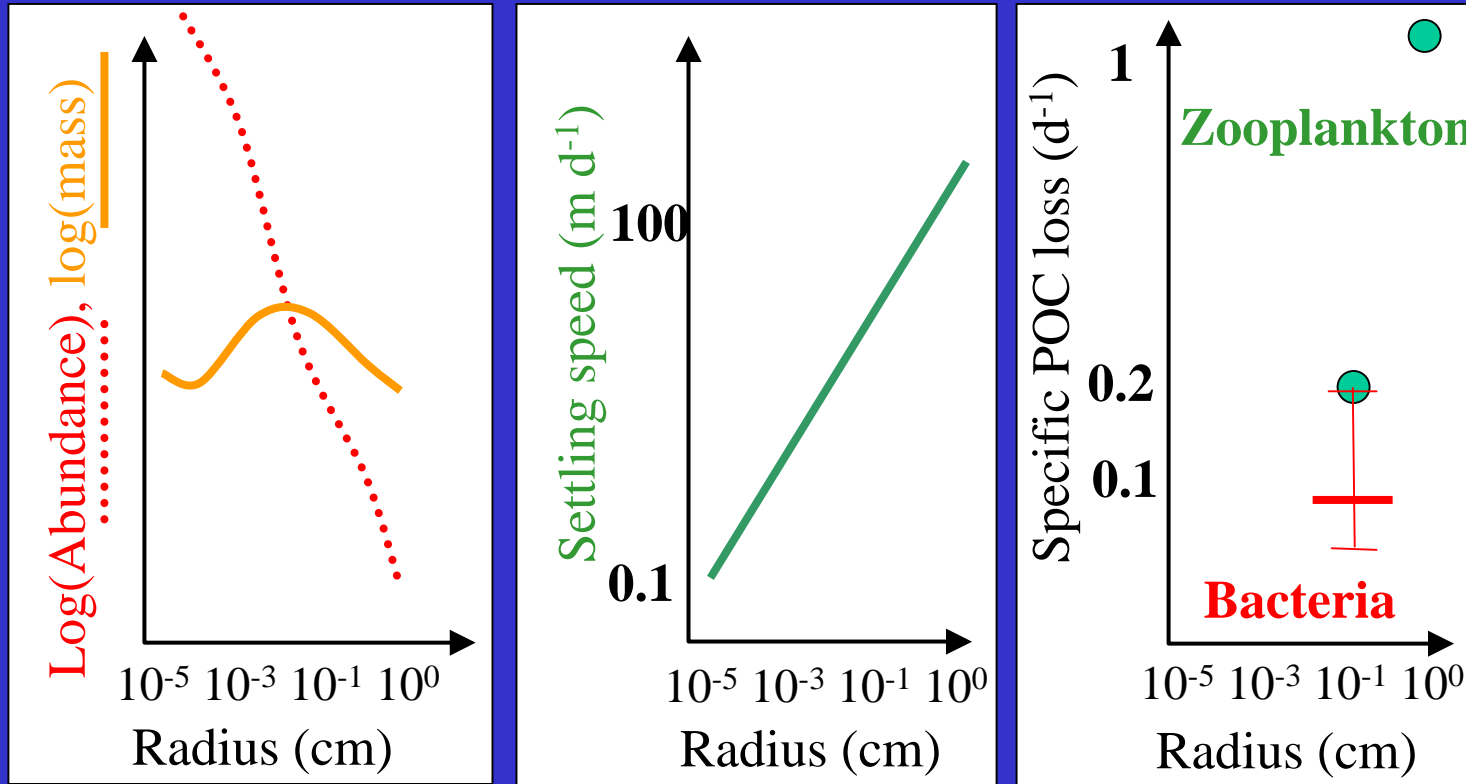 Log(Abundance), log(mass)
10⁻⁵ 10⁻³ 10⁻¹ 10⁰
Radius (cm)
Settling speed (m d⁻¹)
100
0.1
10⁻⁵ 10⁻³ 10⁻¹ 10⁰
Radius (cm)
Specific POC loss (d⁻¹)
1
Zooplankton
0.2
0.1
Bacteria
10⁻⁵ 10⁻³ 10⁻¹ 10⁰
Radius (cm)